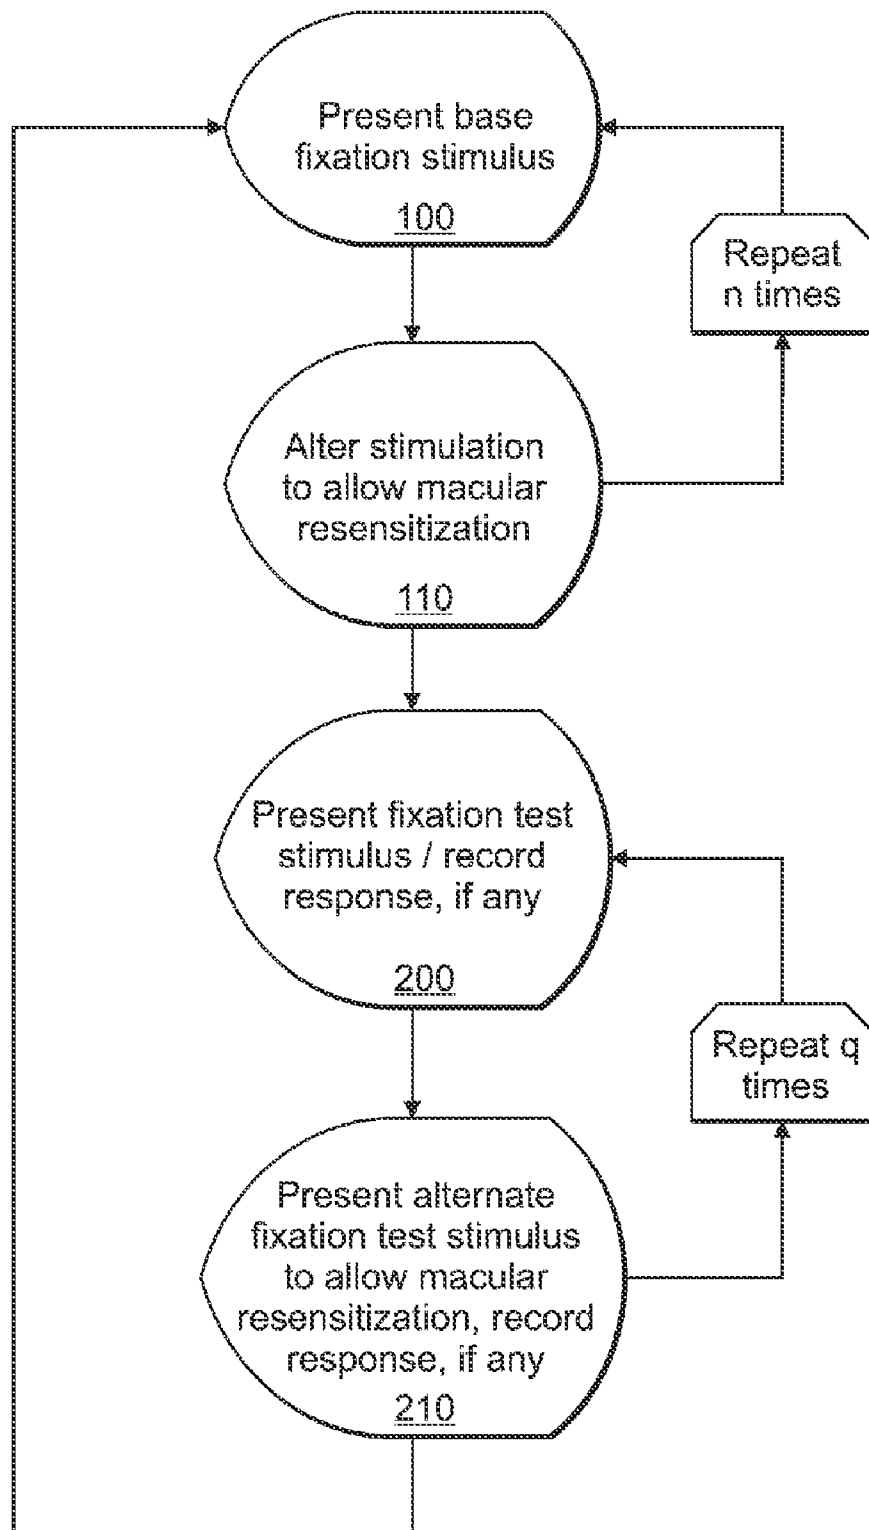 Present base
fixation stimulus
100
Repeat
n times
Alter stimulation
to allow macular
resensitization
110
Present fixation test
stimulus / record
response, if any
200
Repeat q
times
Present alternate
fixation test stimulus
to allow macular
resensitization, record
response, if any
210